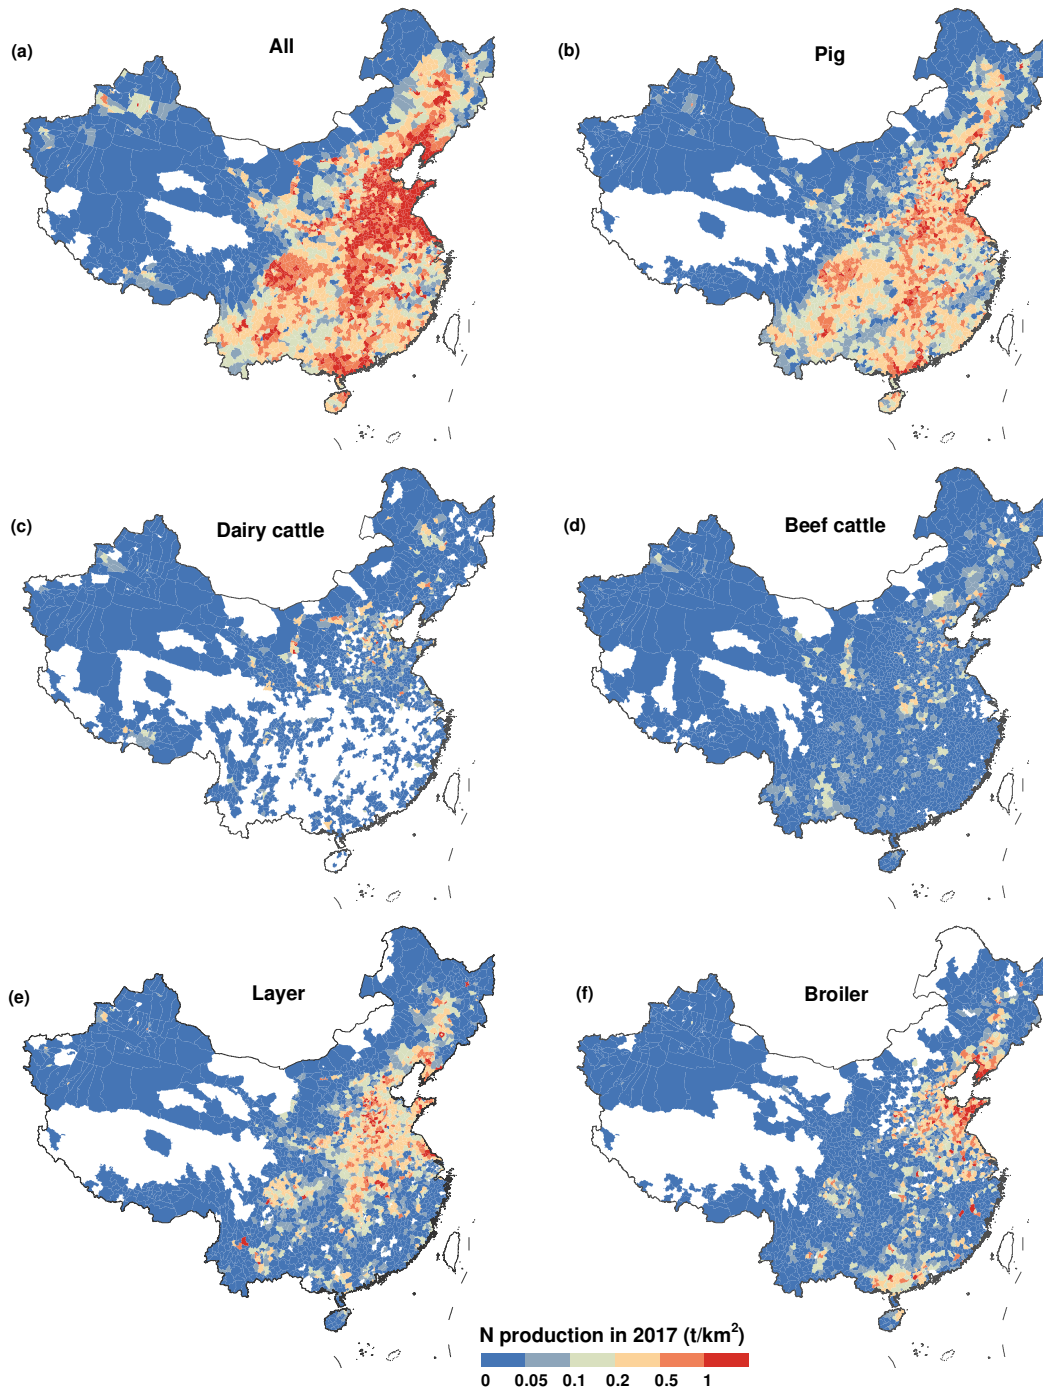 (a) All
(b) Pig
(c) Dairy cattle
(d) Beef cattle
(e) Layer
(f) Broiler
N production in 2017 (t/km²)
0 0.05 0.1 0.2 0.5 1